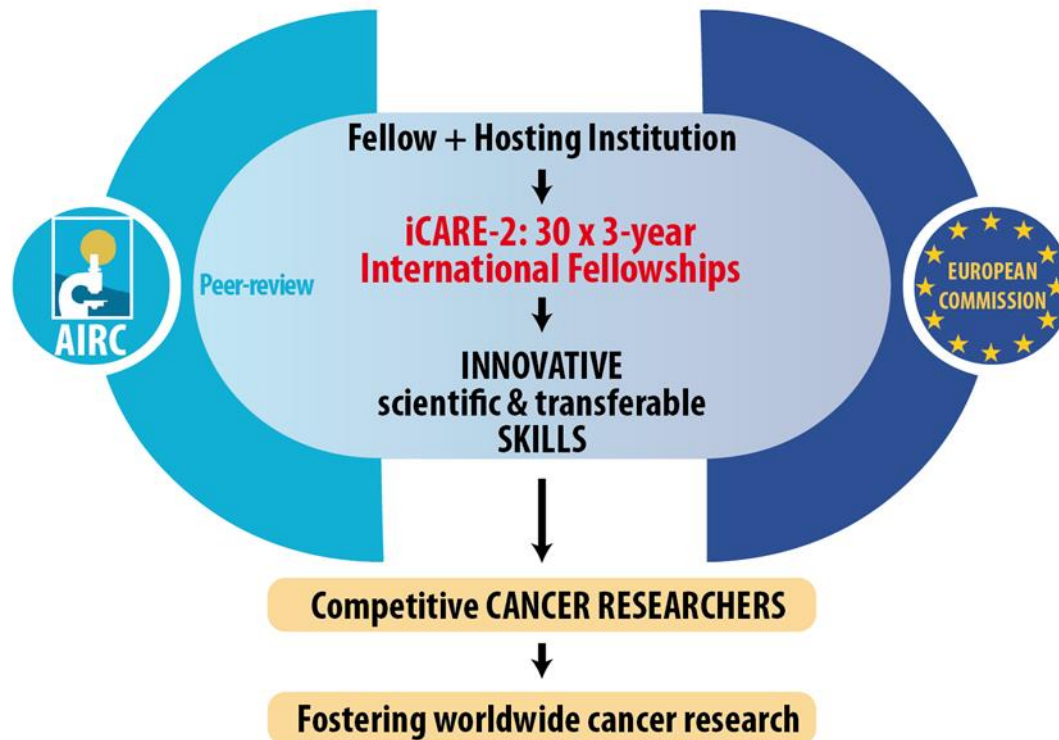 Fellow + Hosting Institution
iCARE-2: 30 x 3-year
International Fellowships
Peer-review
AIRC
EUROPEAN
COMMISSION
INNOVATIVE
scientific & transferable
SKILLS
Competitive CANCER RESEARCHERS
Fostering worldwide cancer research